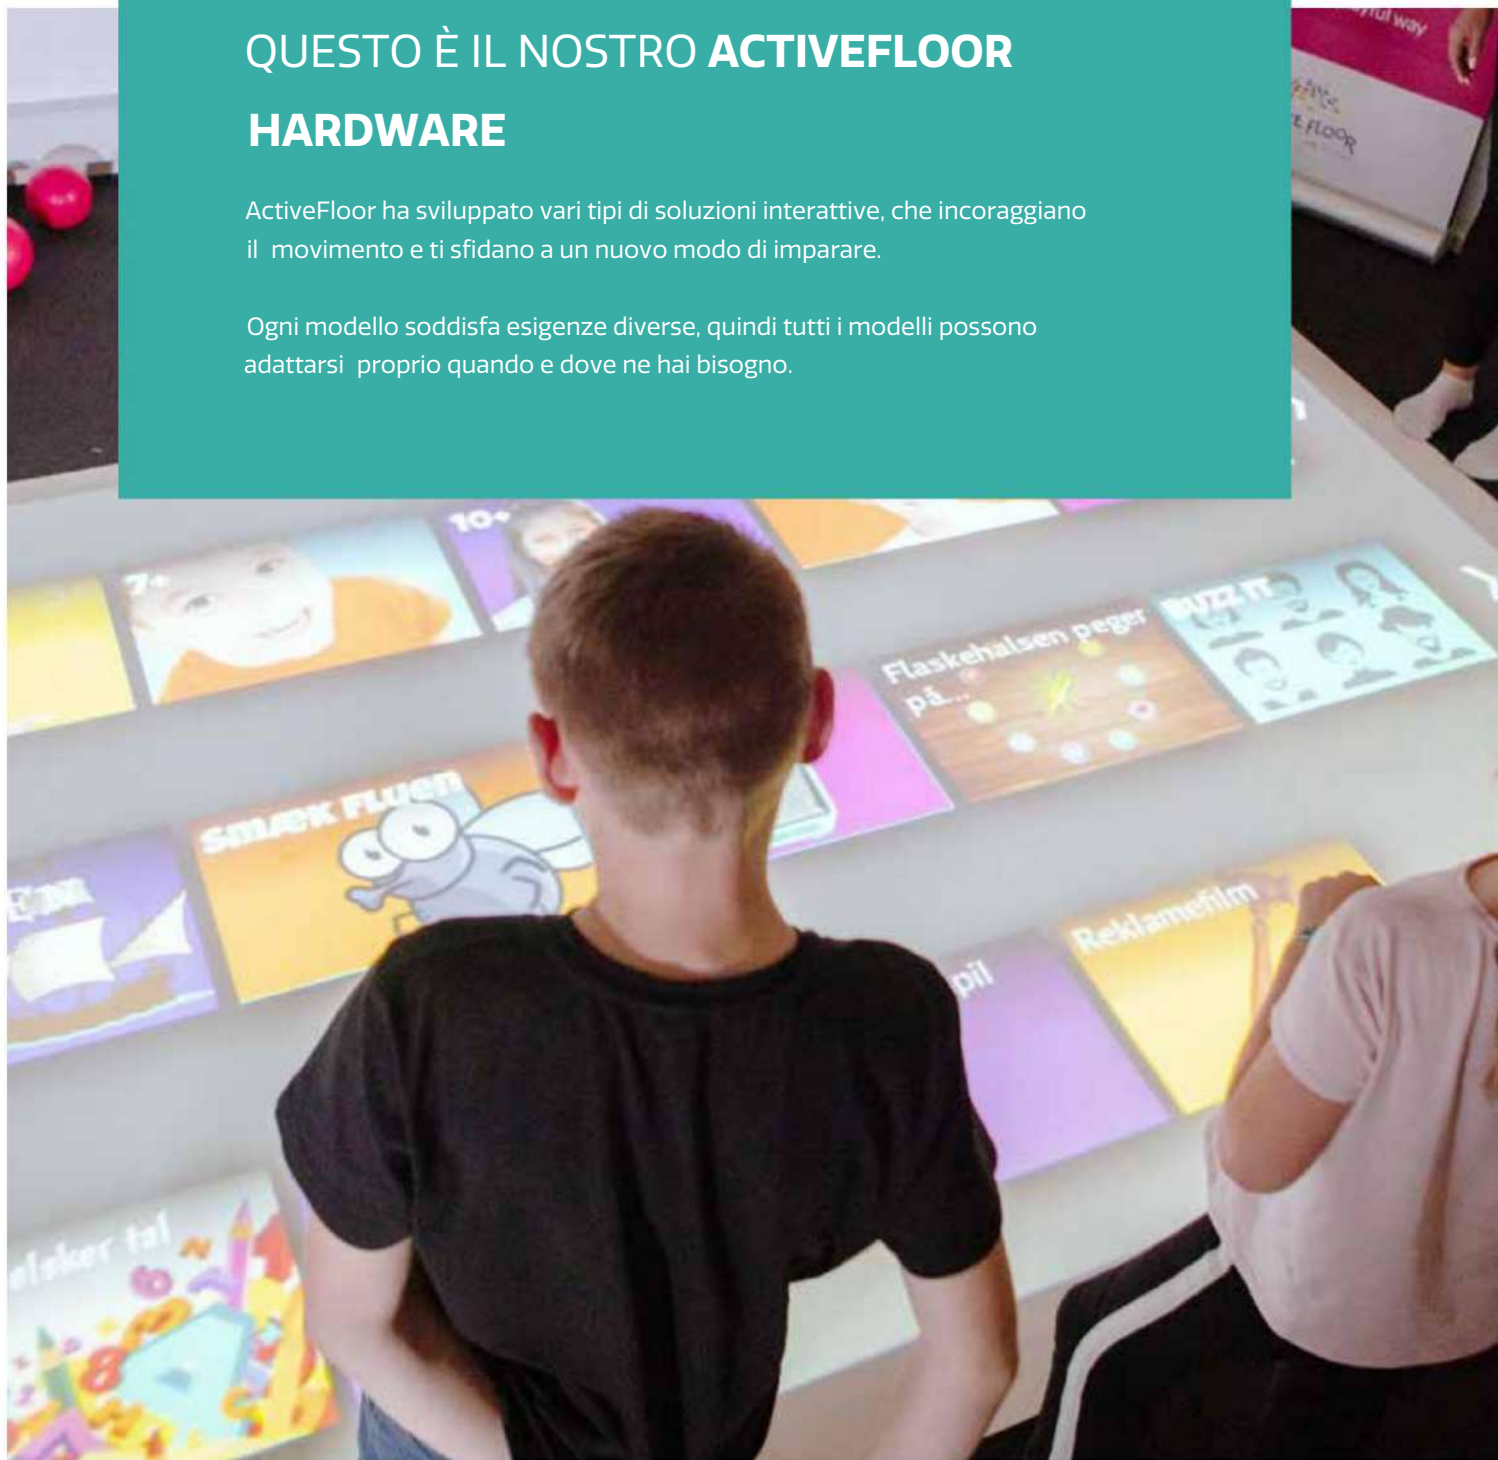 QUESTO È IL NOSTRO ACTIVEFLOOR
HARDWARE
ActiveFloor ha sviluppato vari tipi di soluzioni interattive, che incoraggiano
il movimento e ti sfidano a un nuovo modo di imparare.
Ogni modello soddisfa esigenze diverse, quindi tutti i modelli possono
adattarsi proprio quando e dove ne hai bisogno.
way
FLOOR
10+
7+
BUZZ IT
Flaskehalsen peger
på...
Smæk Fluen
Reklamefilm
pil
elsker tal